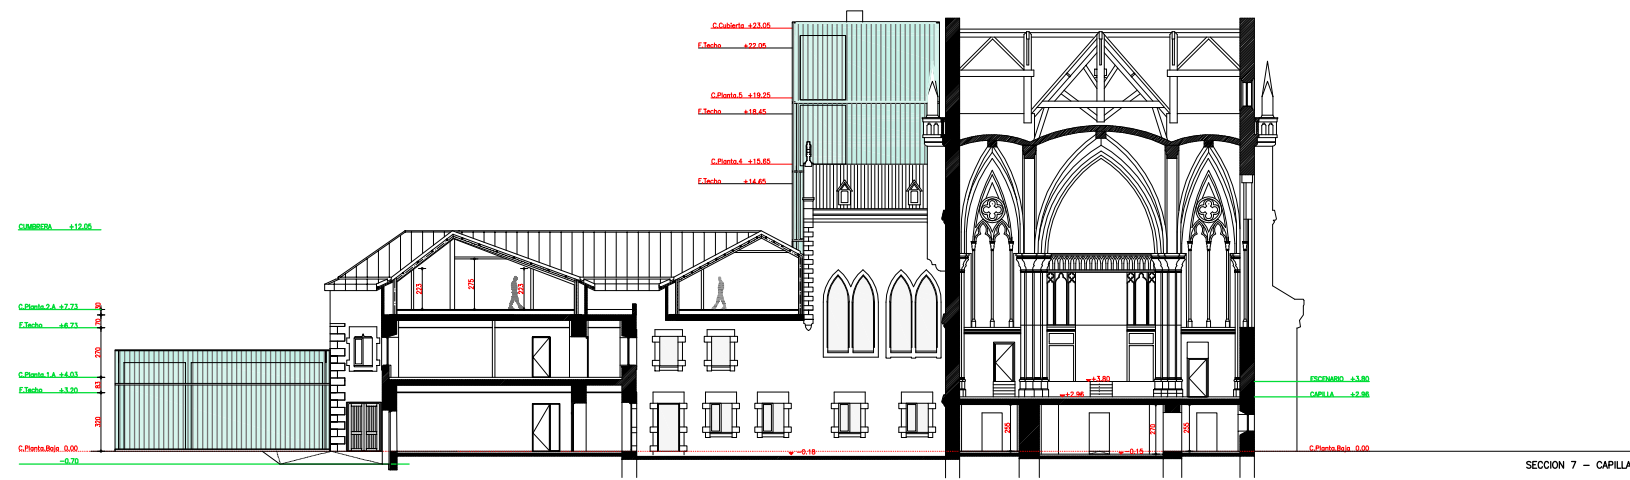 C.Cubierta +23.05
F.Techo +22.05
C.Planta.5 +19.25
F.Techo +18.45
C.Planta.4 +15.65
F.Techo +14.65
CUMBRERA +12.05
C.Planta.2.A +7.73
30
70
F.Techo +6.73
270
C.Planta.1.A +4.03
83
F.Techo +3.20
320
C.Planta.Baja 0.00
-0.70
223
275
223
+3.80
+2.96
ESCENARIO +3.80
CAPILLA +2.96
255
270
255
-0.18
-0.15
C.Planta.Baja 0.00
SECCION 7 - CAPILLA